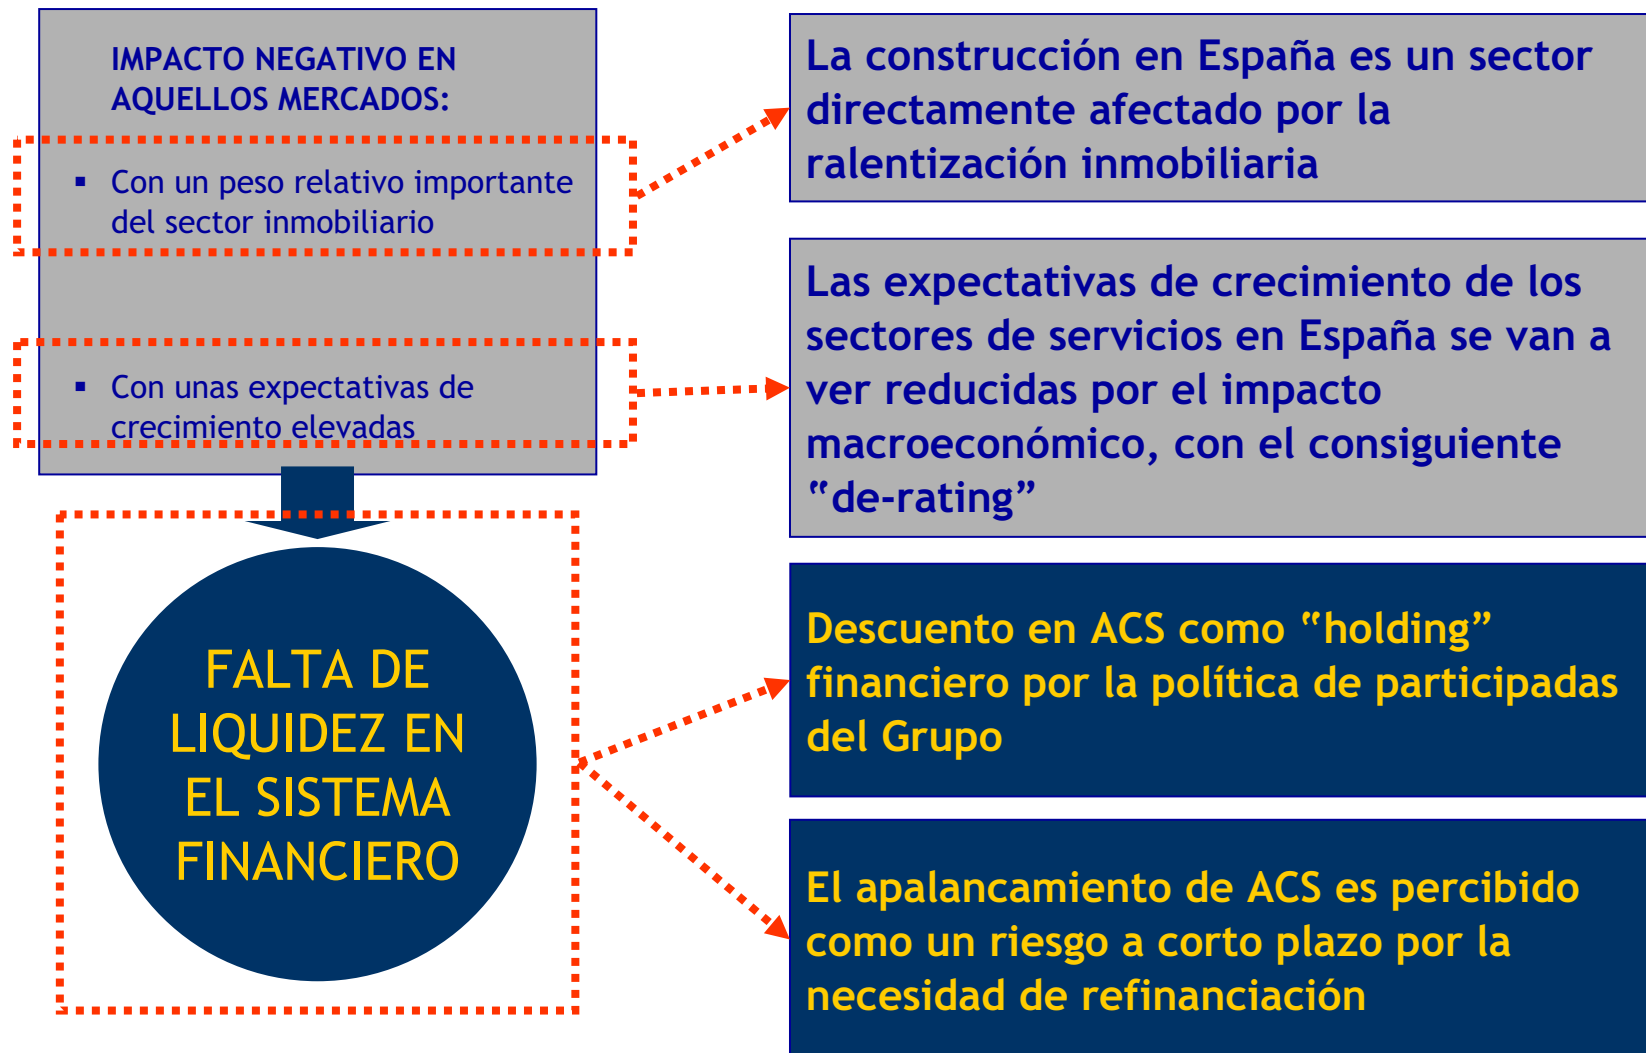 IMPACTO NEGATIVO EN
AQUELLOS MERCADOS:
▪ Con un peso relativo importante
del sector inmobiliario
▪ Con unas expectativas de
crecimiento elevadas
FALTA DE
LIQUIDEZ EN
EL SISTEMA
FINANCIERO
La construcción en España es un sector
directamente afectado por la
ralentización inmobiliaria
Las expectativas de crecimiento de los
sectores de servicios en España se van a
ver reducidas por el impacto
macroeconómico, con el consiguiente
“de-rating”
Descuento en ACS como “holding”
financiero por la política de participadas
del Grupo
El apalancamiento de ACS es percibido
como un riesgo a corto plazo por la
necesidad de refinanciación